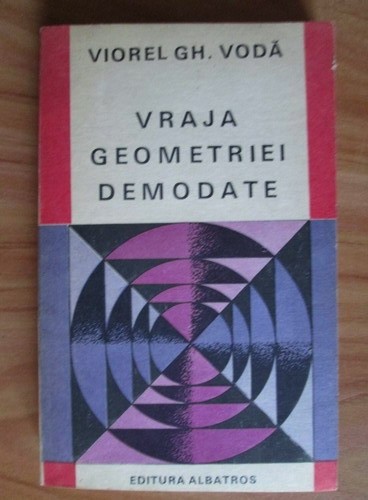 VIOREL GH. VODĂ
VRAJA
GEOMETRIEI
DEMODATE
EDITURA ALBATROS